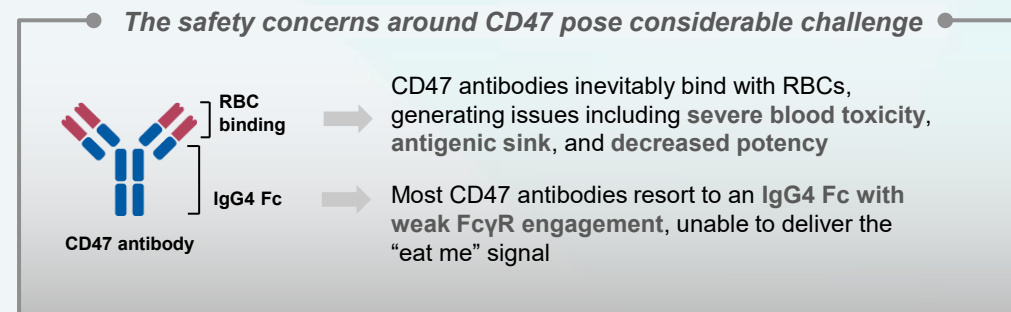 The safety concerns around CD47 pose considerable challenge
RBC
binding
IgG4 Fc
CD47 antibody
CD47 antibodies inevitably bind with RBCs,
generating issues including severe blood toxicity,
antigenic sink, and decreased potency
Most CD47 antibodies resort to an IgG4 Fc with
weak FcγR engagement, unable to deliver the
“eat me” signal